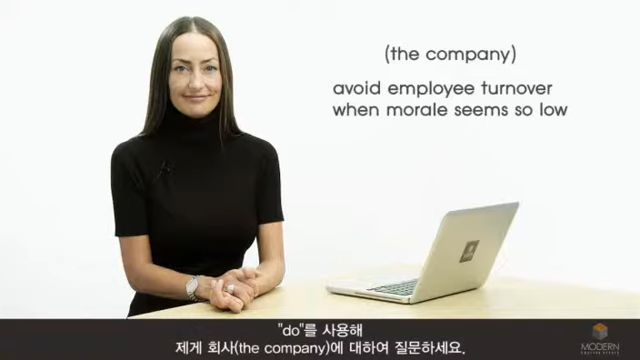 (the company)
avoid employee turnover
when morale seems so low
"do"를 사용해
제게 회사(the company)에 대하여 질문하세요.
MODERN